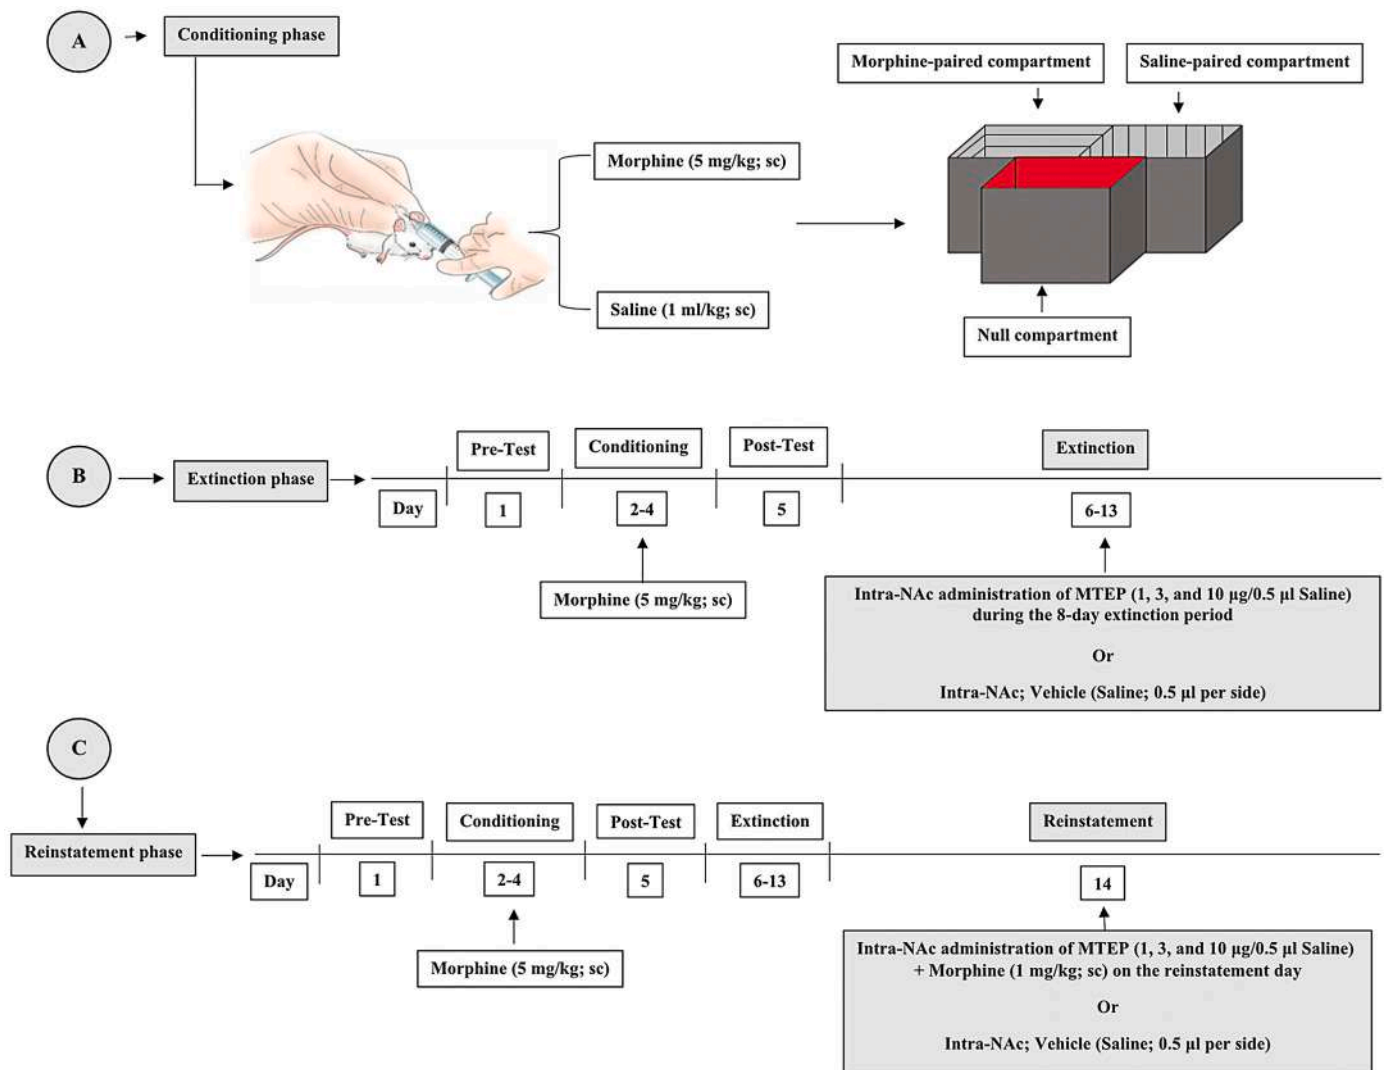 A
Conditioning phase
Morphine-paired compartment
Saline-paired compartment
Morphine (5 mg/kg; sc)
Saline (1 ml/kg; sc)
Null compartment
B
Extinction phase
Pre-Test
Conditioning
Post-Test
Extinction
Day
1
2-4
5
6-13
Morphine (5 mg/kg; sc)
Intra-NAc administration of MTEP (1, 3, and 10 µg/0.5 µl Saline)
during the 8-day extinction period
Or
Intra-NAc; Vehicle (Saline; 0.5 µl per side)
C
Reinstatement phase
Pre-Test
Conditioning
Post-Test
Extinction
Reinstatement
Day
1
2-4
5
6-13
14
Morphine (5 mg/kg; sc)
Intra-NAc administration of MTEP (1, 3, and 10 µg/0.5 µl Saline)
+ Morphine (1 mg/kg; sc) on the reinstatement day
Or
Intra-NAc; Vehicle (Saline; 0.5 µl per side)